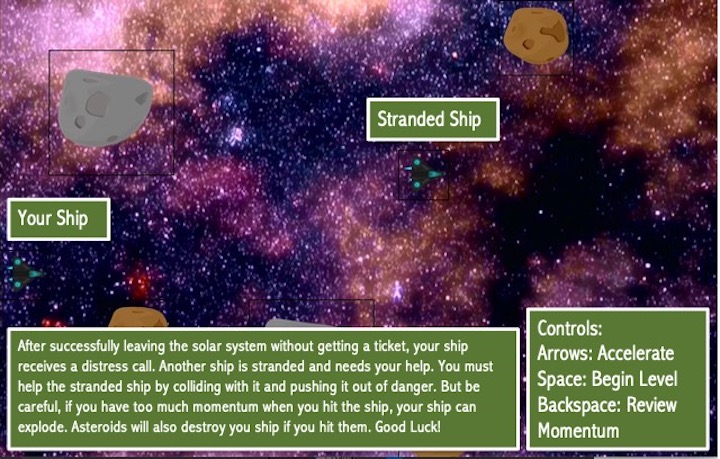 Stranded Ship
Your Ship
After successfully leaving the solar system without getting a ticket, your ship
receives a distress call. Another ship is stranded and needs your help. You must
help the stranded ship by colliding with it and pushing it out of danger. But be
careful, if you have too much momentum when you hit the ship, your ship can
explode. Asteroids will also destroy you ship if you hit them. Good Luck!
Controls:
Arrows: Accelerate
Space: Begin Level
Backspace: Review
Momentum